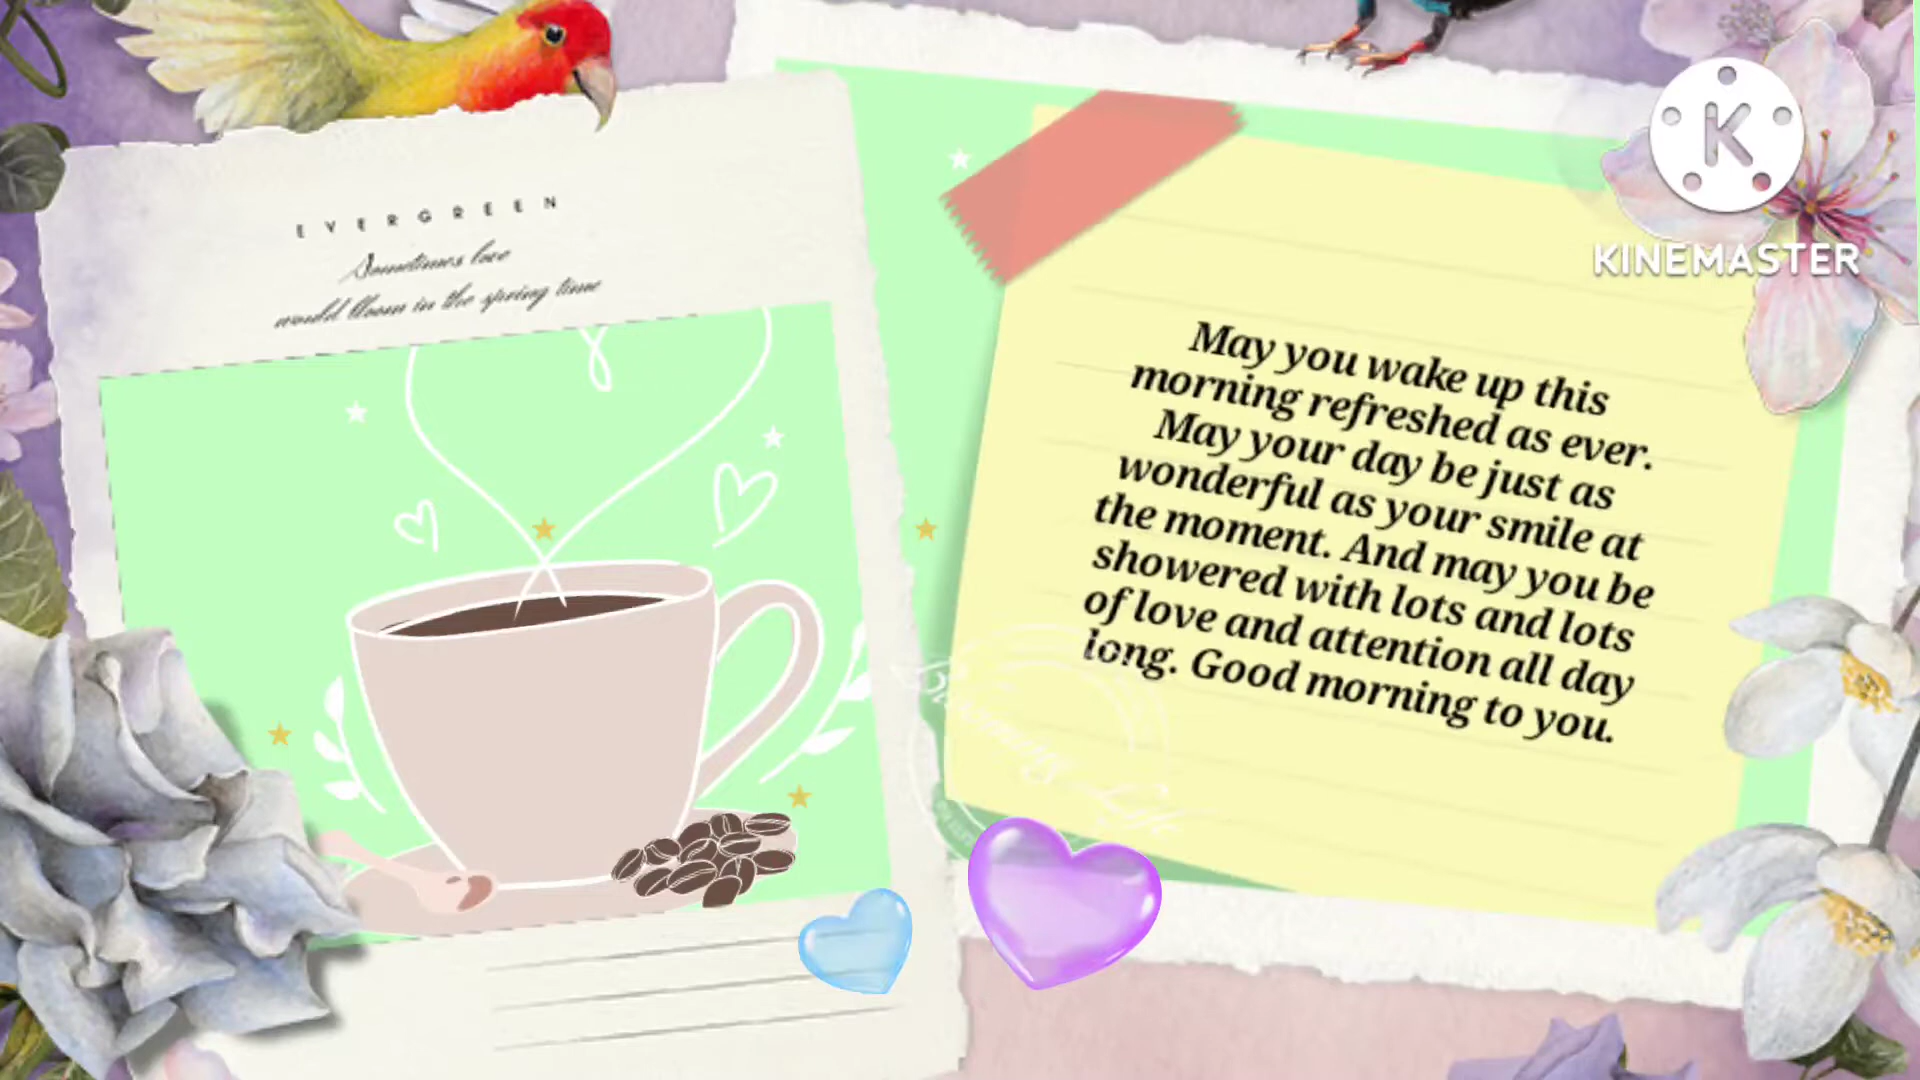 EVERGREEN
Sometimes love
would bloom in the spring time
K
KINEMASTER
May you wake up this
morning refreshed as ever.
May your day be just as
wonderful as your smile at
the moment. And may you be
showered with lots and lots
of love and attention all day
long. Good morning to you.